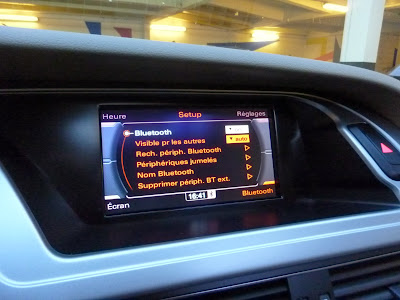 Heure Setup Réglages
Bluetooth
Visible pr les autres auto
Rech. périph. Bluetooth
Périphériques jumelés
Nom Bluetooth
Supprimer périph. BT ext.
Écran 16:41 Bluetooth